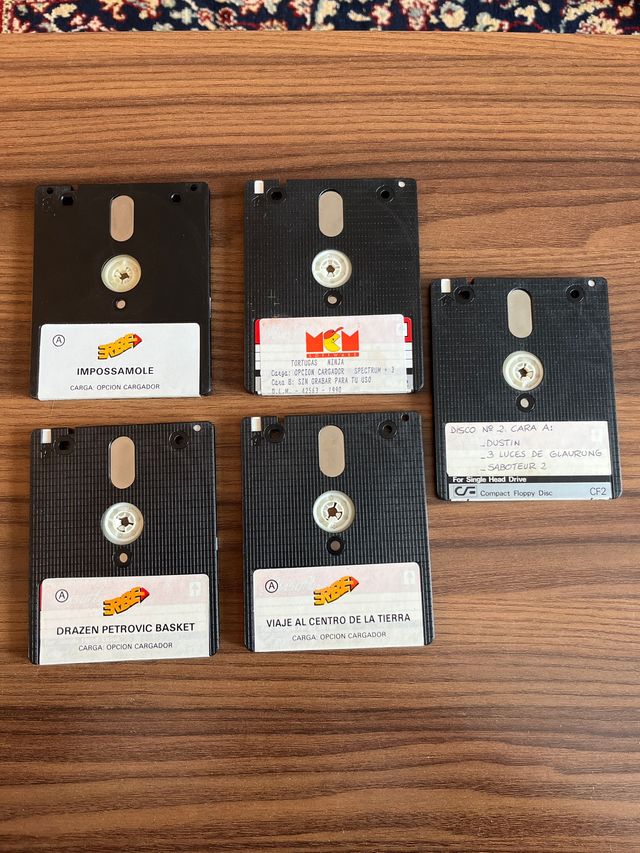 A
ERBE
IMPOSSAMOLE
CARGA: OPCION CARGADOR
MCM
SOFTWARE
TORTUGAS NINJA
Carga: OPCION CARGADOR SPECTRUM + 3
Cara B: SIN GRABAR PARA TU USO
D.L.M. - 42563 - 1990
DISCO Nº 2 CARA A:
- DUSTIN
- 3 LUCES DE GLAURUNG
- SABOTEUR 2
For Single Head Drive
CF Compact Floppy Disc CF2
A
ERBE
DRAZEN PETROVIC BASKET
CARGA: OPCION CARGADOR
A
ERBE
VIAJE AL CENTRO DE LA TIERRA
CARGA: OPCION CARGADOR